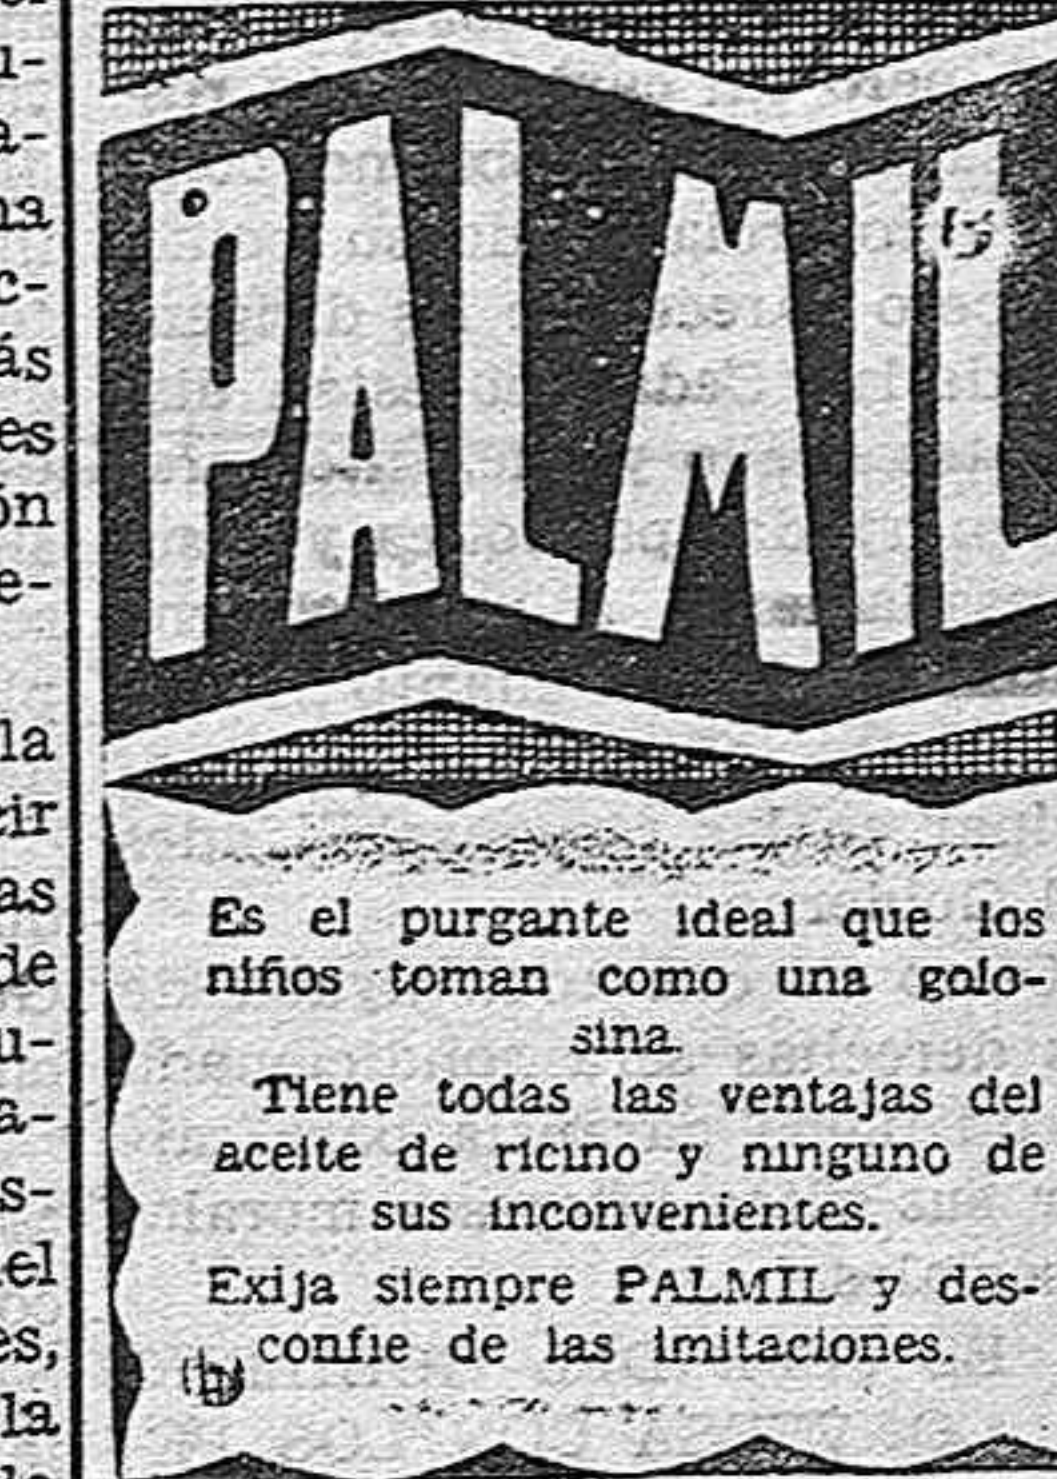 PALMIL
Es el purgante ideal que los
niños toman como una golo-
sina.
Tiene todas las ventajas del
aceite de ricino y ninguno de
sus inconvenientes.
Exija siempre PALMIL y des-
confie de las imitaciones.